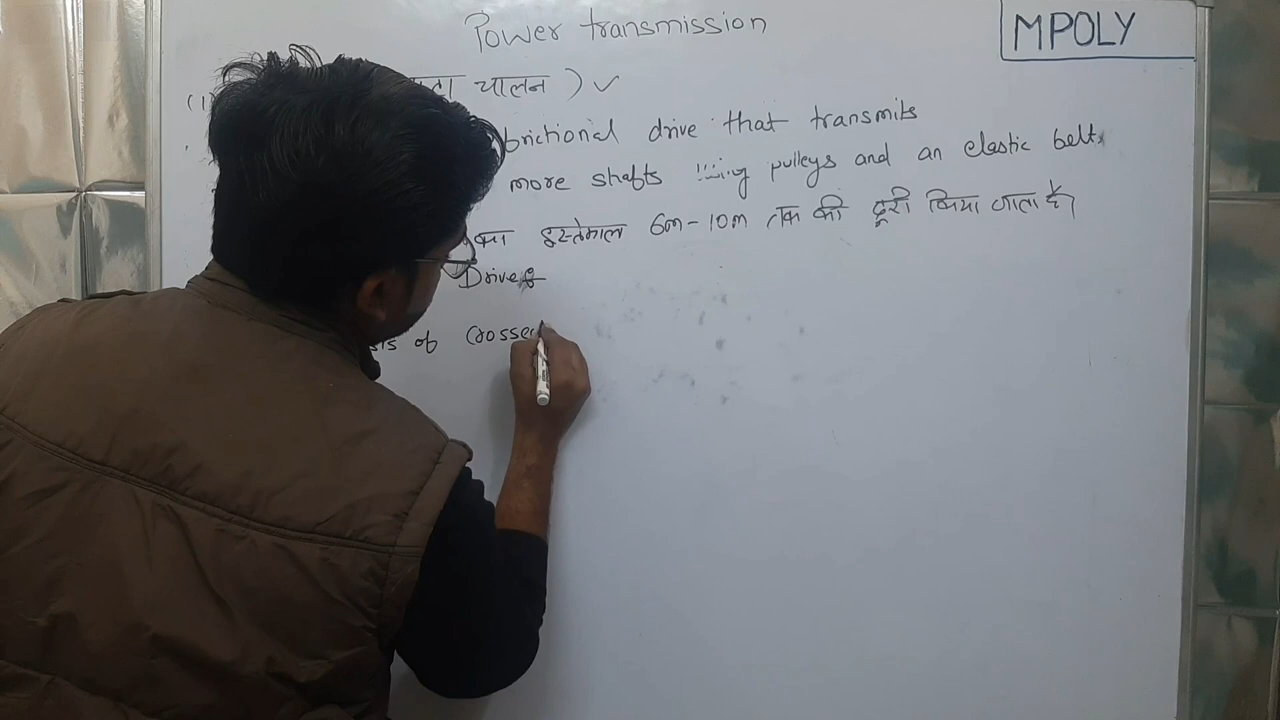 Power transmission
MPOLY
(1) चालन ) ✓
frictional drive that transmits
more shafts using pulleys and an elastic belt.
का इस्तेमाल 6m-10m तक की दूरी किया जाता है।
Drive
of Crosse